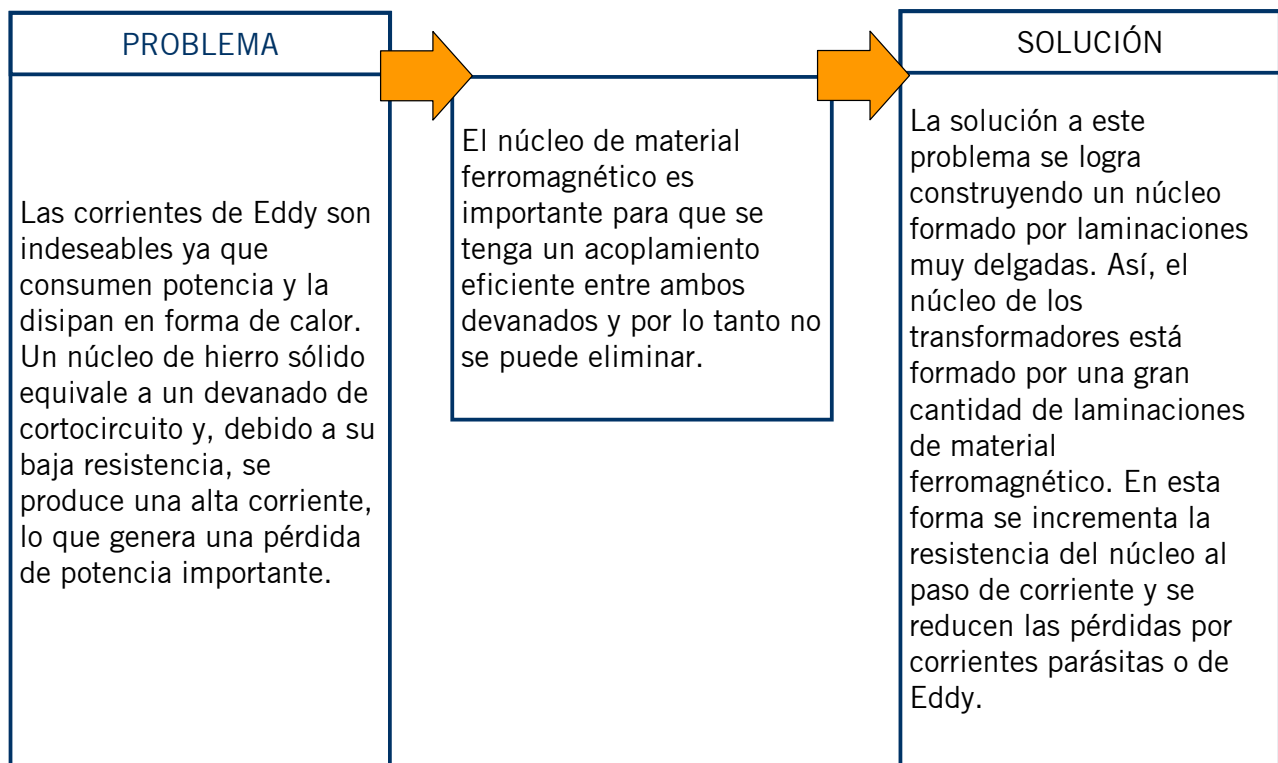 PROBLEMA
Las corrientes de Eddy son
indeseables ya que
consumen potencia y la
disipan en forma de calor.
Un núcleo de hierro sólido
equivale a un devanado de
cortocircuito y, debido a su
baja resistencia, se
produce una alta corriente,
lo que genera una pérdida
de potencia importante.
El núcleo de material
ferromagnético es
importante para que se
tenga un acoplamiento
eficiente entre ambos
devanados y por lo tanto no
se puede eliminar.
SOLUCIÓN
La solución a este
problema se logra
construyendo un núcleo
formado por laminaciones
muy delgadas. Así, el
núcleo de los
transformadores está
formado por una gran
cantidad de laminaciones
de material
ferromagnético. En esta
forma se incrementa la
resistencia del núcleo al
paso de corriente y se
reducen las pérdidas por
corrientes parásitas o de
Eddy.